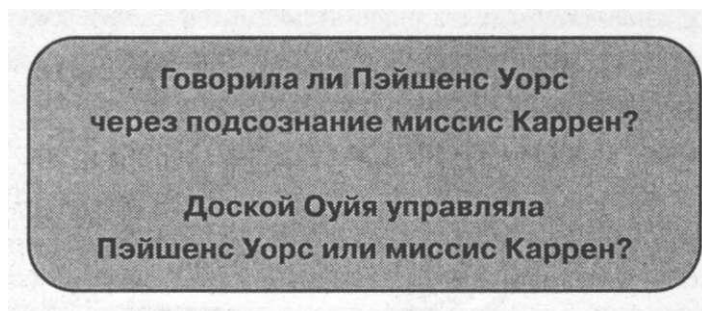 Говорила ли Пэйшенс Уорс
через подсознание миссис Каррен?
Доской Оуйя управляла
Пэйшенс Уорс или миссис Каррен?